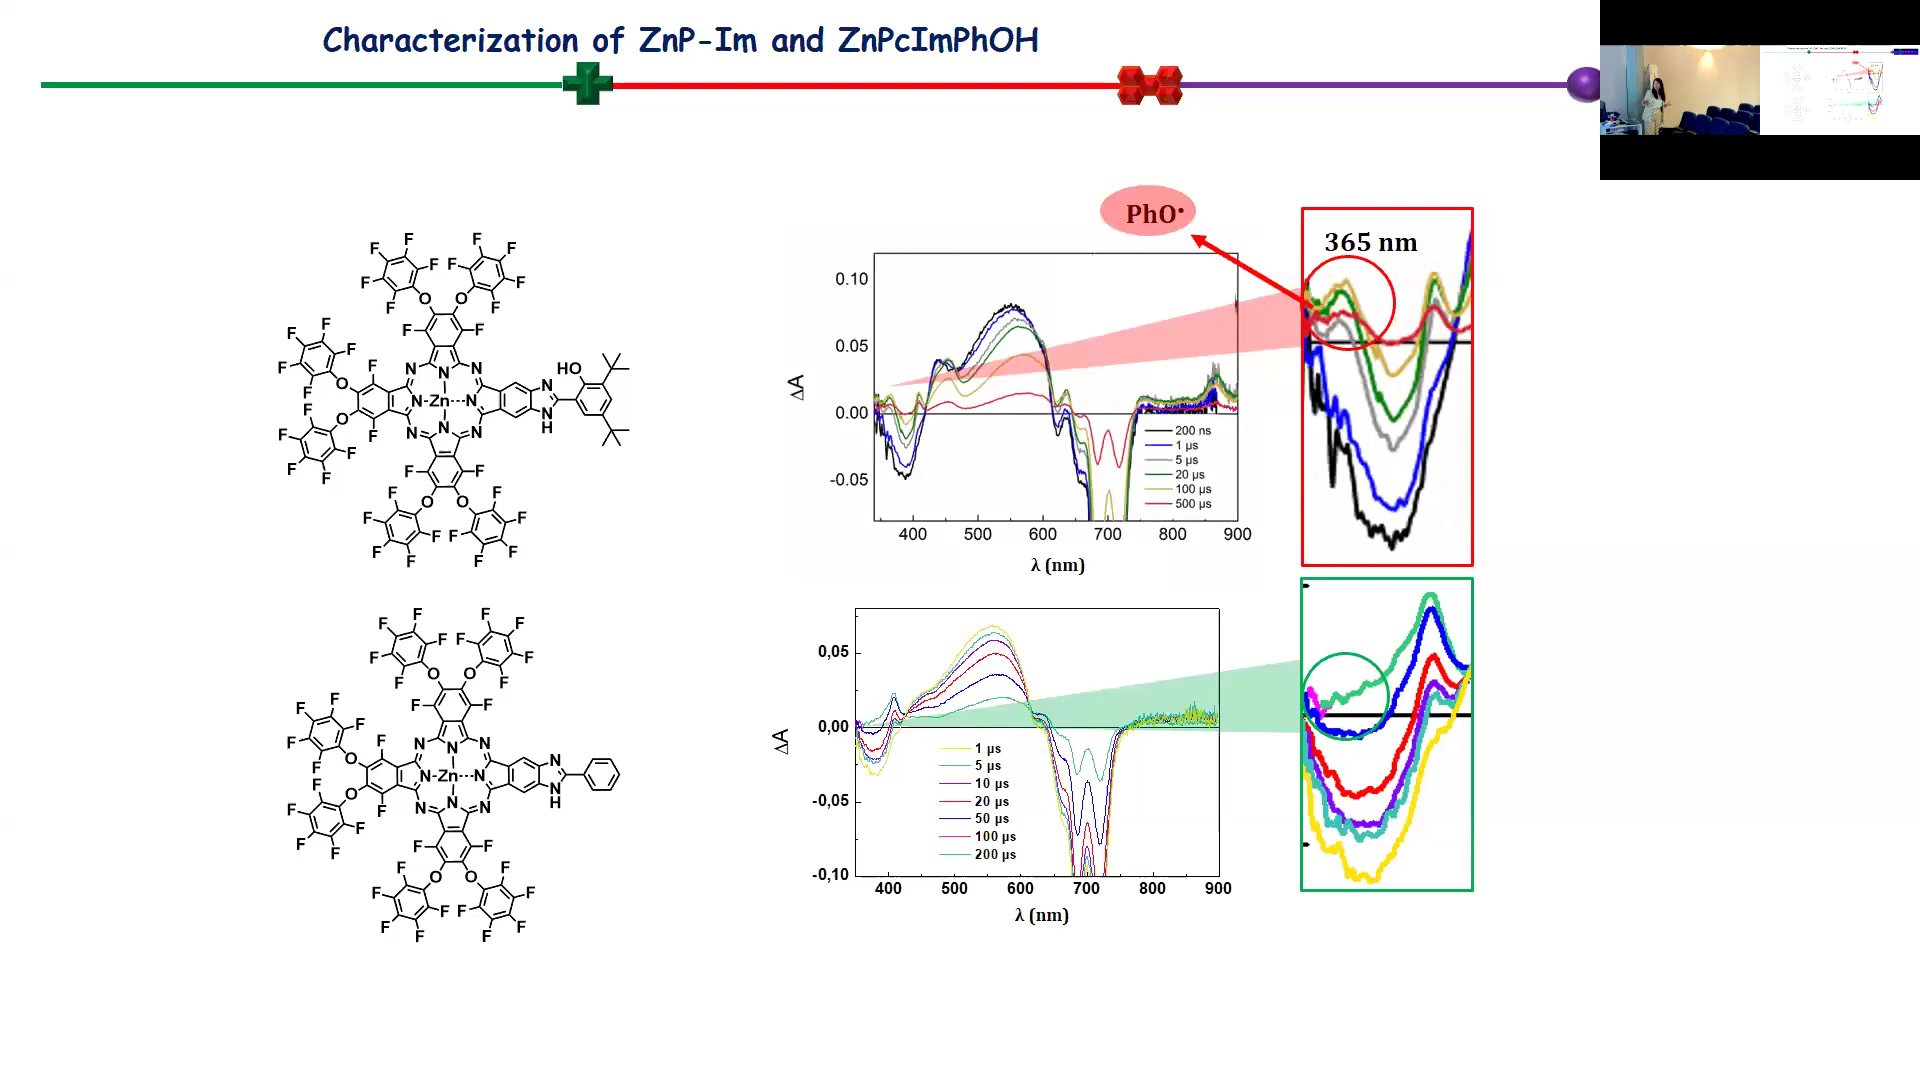 Characterization of ZnP-Im and ZnPcImPhOH
PhO•
365 nm
ΔA
0.10
0.05
0.00
-0.05
200 ns
1 µs
5 µs
20 µs
100 µs
500 µs
400 500 600 700 800 900
λ (nm)
F F F F
F F F F
F F
O O
F F
F F
F F
F F
O
F N N
F N
HO
N Zn N
N
H
O
F F
F F
F F
N N N
F F
F O O F
F F F F
F F F F
ΔA
0,05
0,00
-0,05
-0,10
1 µs
5 µs
10 µs
20 µs
50 µs
100 µs
200 µs
400 500 600 700 800 900
λ (nm)
F F F F
F F F F
F F
O O
F F
F F
F F
F F
O
F N N
F N
N Zn N
N
H
O
F F
F F
F F
N N N
F F
F O O F
F F F F
F F F F